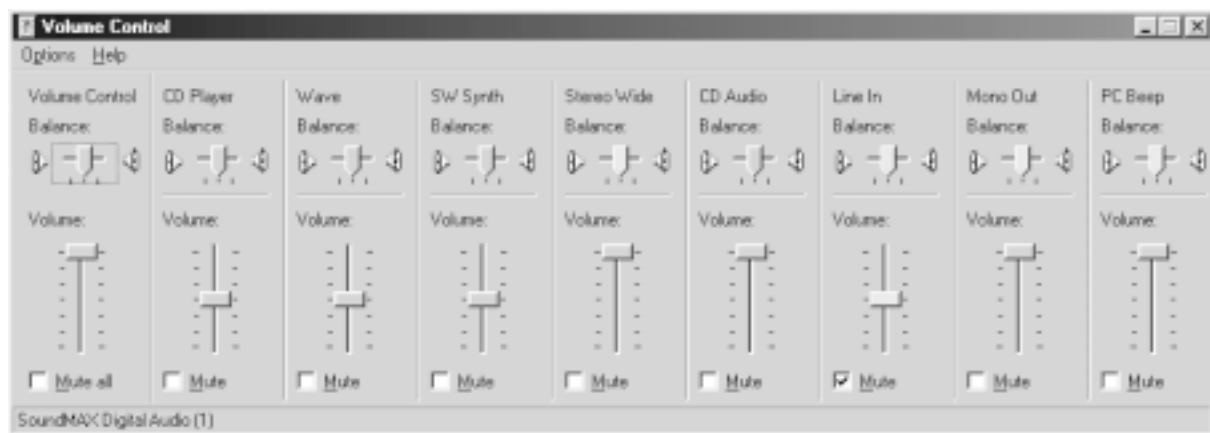 Volume Control
Options Help
Volume Control CD Player Wave SW Synth Stereo Wide CD Audio Line In Mono Out PC Beep
Balance: Balance: Balance: Balance: Balance: Balance: Balance: Balance: Balance:
Volume: Volume: Volume: Volume: Volume: Volume: Volume: Volume: Volume:
Mute all Mute Mute Mute Mute Mute Mute Mute Mute
SoundMAX Digital Audio (1)